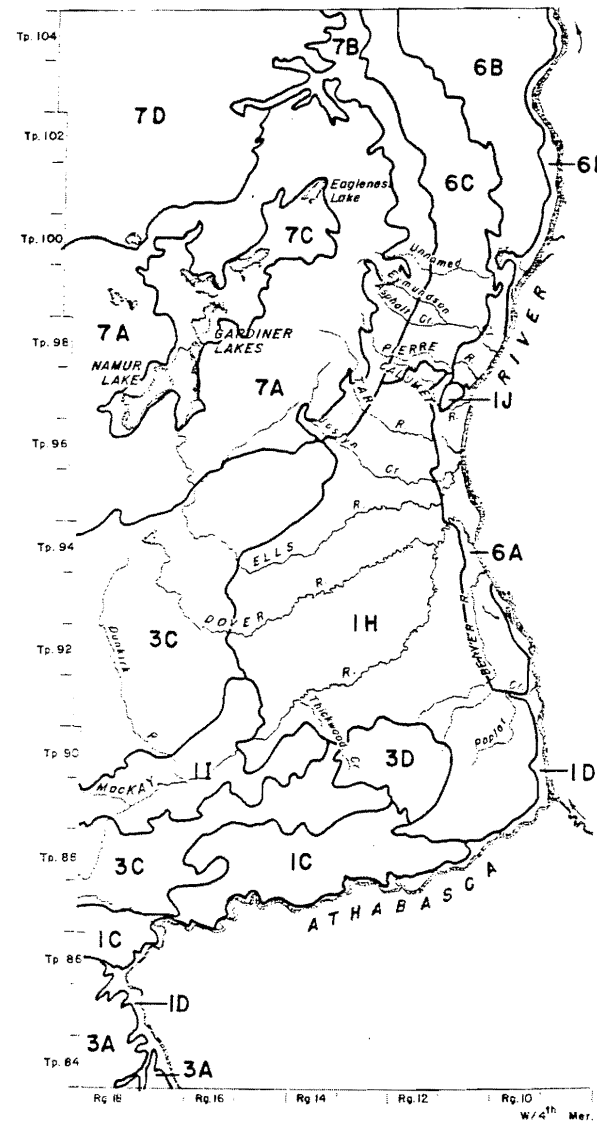 Tp. 104
7B
6B
7D
Tp. 102
6C
Eaglenest
Lake
7C
Tp. 100
Unnamed
Eymundson
Asphalt Cr.
RIVER
7A
Tp. 98
GARDINER
LAKES
PIERRE R.
NAMUR
LAKE
CALUMET R.
7A
TAR R.
1J
Joslyn Cr.
Tp. 96
ELLS R.
Tp. 94
6A
DOVER R.
3C
1H
BEAVER R.
Dunkirk R.
Tp. 92
R.
Thickwood Cr.
Poplar Cr.
3D
Tp. 90
1I
MacKAY
1D
Tp. 88
3C
1C
ATHABASCA
1C
Tp. 86
1D
3A
Tp. 84
3A
Rg. 18 Rg. 16 Rg. 14 Rg. 12 Rg. 10
W/4th Mer.